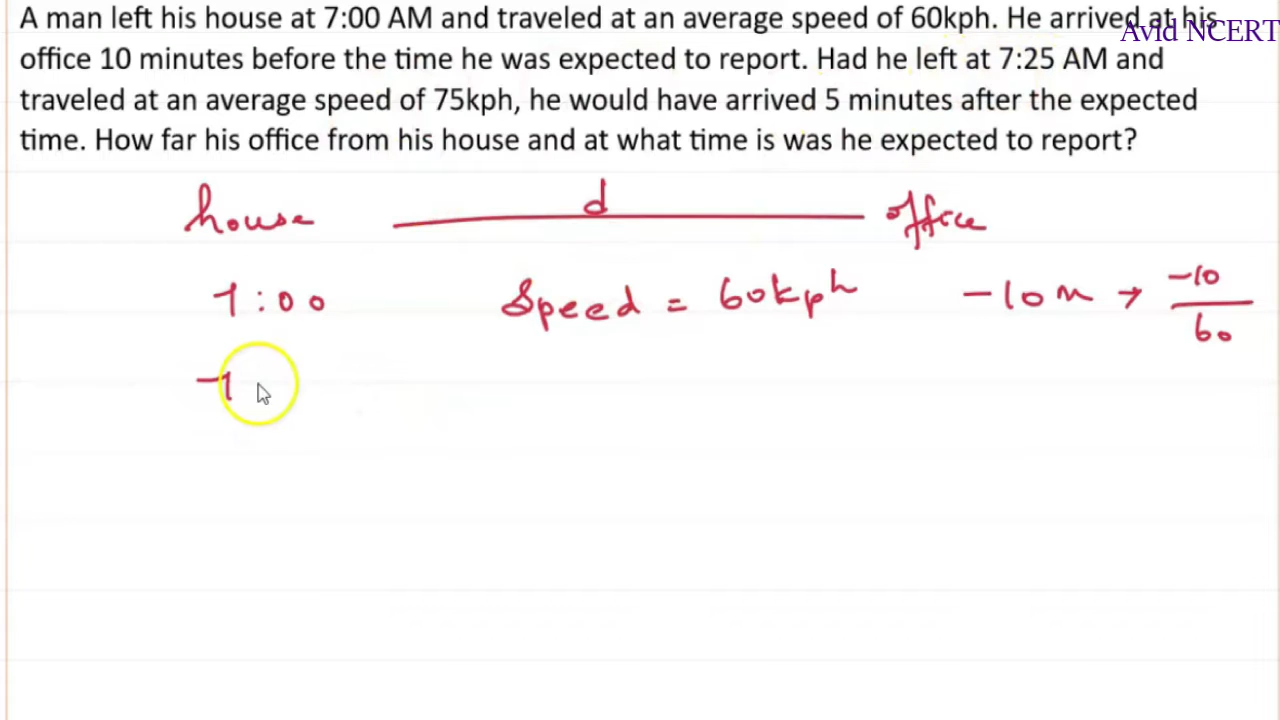 A man left his house at 7:00 AM and traveled at an average speed of 60kph. He arrived at his
Avid NCERT
office 10 minutes before the time he was expected to report. Had he left at 7:25 AM and
traveled at an average speed of 75kph, he would have arrived 5 minutes after the expected
time. How far his office from his house and at what time is was he expected to report?
house d office
7:00 Speed = 60kph -10m → -10/60
7